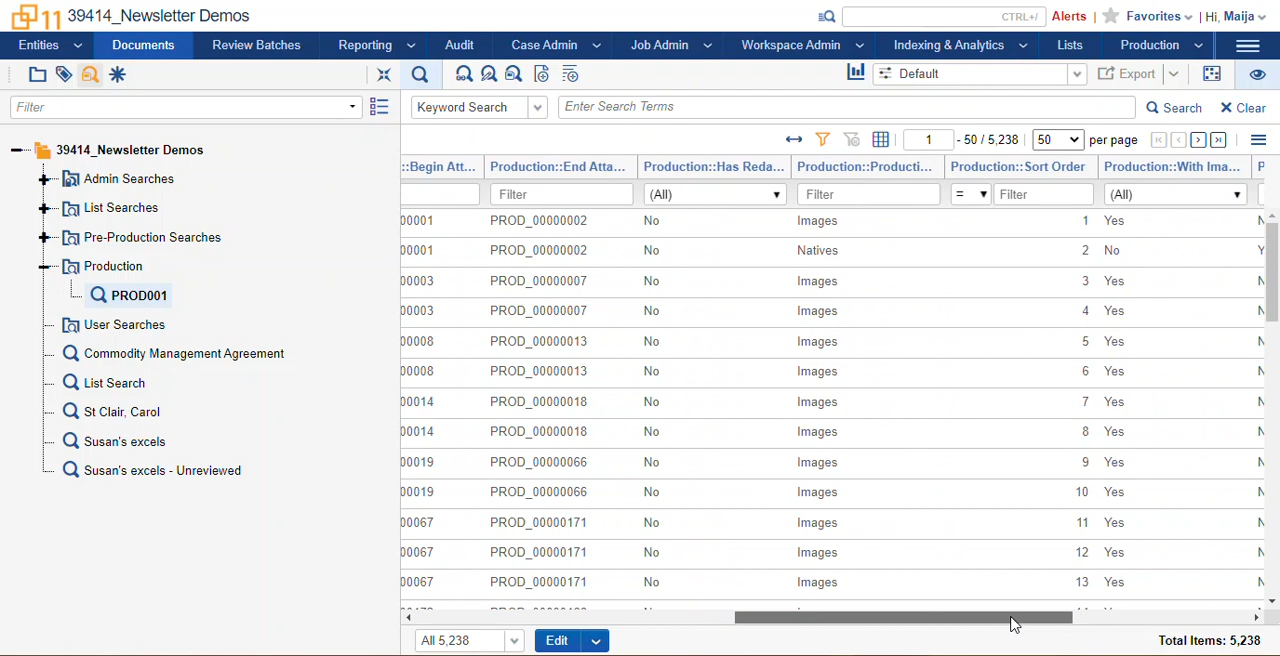 11 39414_Newsletter Demos CTRL+/ Alerts | Favorites | Hi, Maija
Entities Documents Review Batches Reporting Audit Case Admin Job Admin Workspace Admin Indexing & Analytics Lists Production
Default Export
Filter Keyword Search Enter Search Terms Search Clear
1 - 50 / 5,238 50 per page
39414_Newsletter Demos
Admin Searches
List Searches
Pre-Production Searches
Production
PROD001
User Searches
Commodity Management Agreement
List Search
St Clair, Carol
Susan's excels
Susan's excels - Unreviewed
::Begin Att... Production::End Atta... Production::Has Reda... Production::Producti... Production::Sort Order Production::With Ima... P
Filter (All) Filter = Filter (All)
00001 PROD_00000002 No Images 1 Yes N
00001 PROD_00000002 No Natives 2 No Y
00003 PROD_00000007 No Images 3 Yes N
00003 PROD_00000007 No Images 4 Yes N
00008 PROD_00000013 No Images 5 Yes N
00008 PROD_00000013 No Images 6 Yes N
00014 PROD_00000018 No Images 7 Yes N
00014 PROD_00000018 No Images 8 Yes N
00019 PROD_00000066 No Images 9 Yes N
00019 PROD_00000066 No Images 10 Yes N
00067 PROD_00000171 No Images 11 Yes N
00067 PROD_00000171 No Images 12 Yes N
00067 PROD_00000171 No Images 13 Yes N
All 5,238 Edit Total Items: 5,238